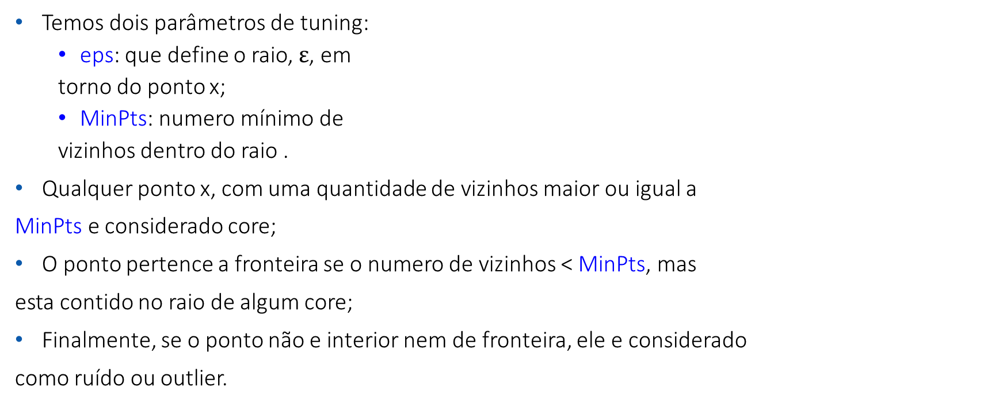 • Temos dois parâmetros de tuning:
• eps: que define o raio, ε, em
torno do ponto x;
• MinPts: numero mínimo de
vizinhos dentro do raio .
• Qualquer ponto x, com uma quantidade de vizinhos maior ou igual a
MinPts e considerado core;
• O ponto pertence a fronteira se o numero de vizinhos < MinPts, mas
esta contido no raio de algum core;
• Finalmente, se o ponto não e interior nem de fronteira, ele e considerado
como ruído ou outlier.